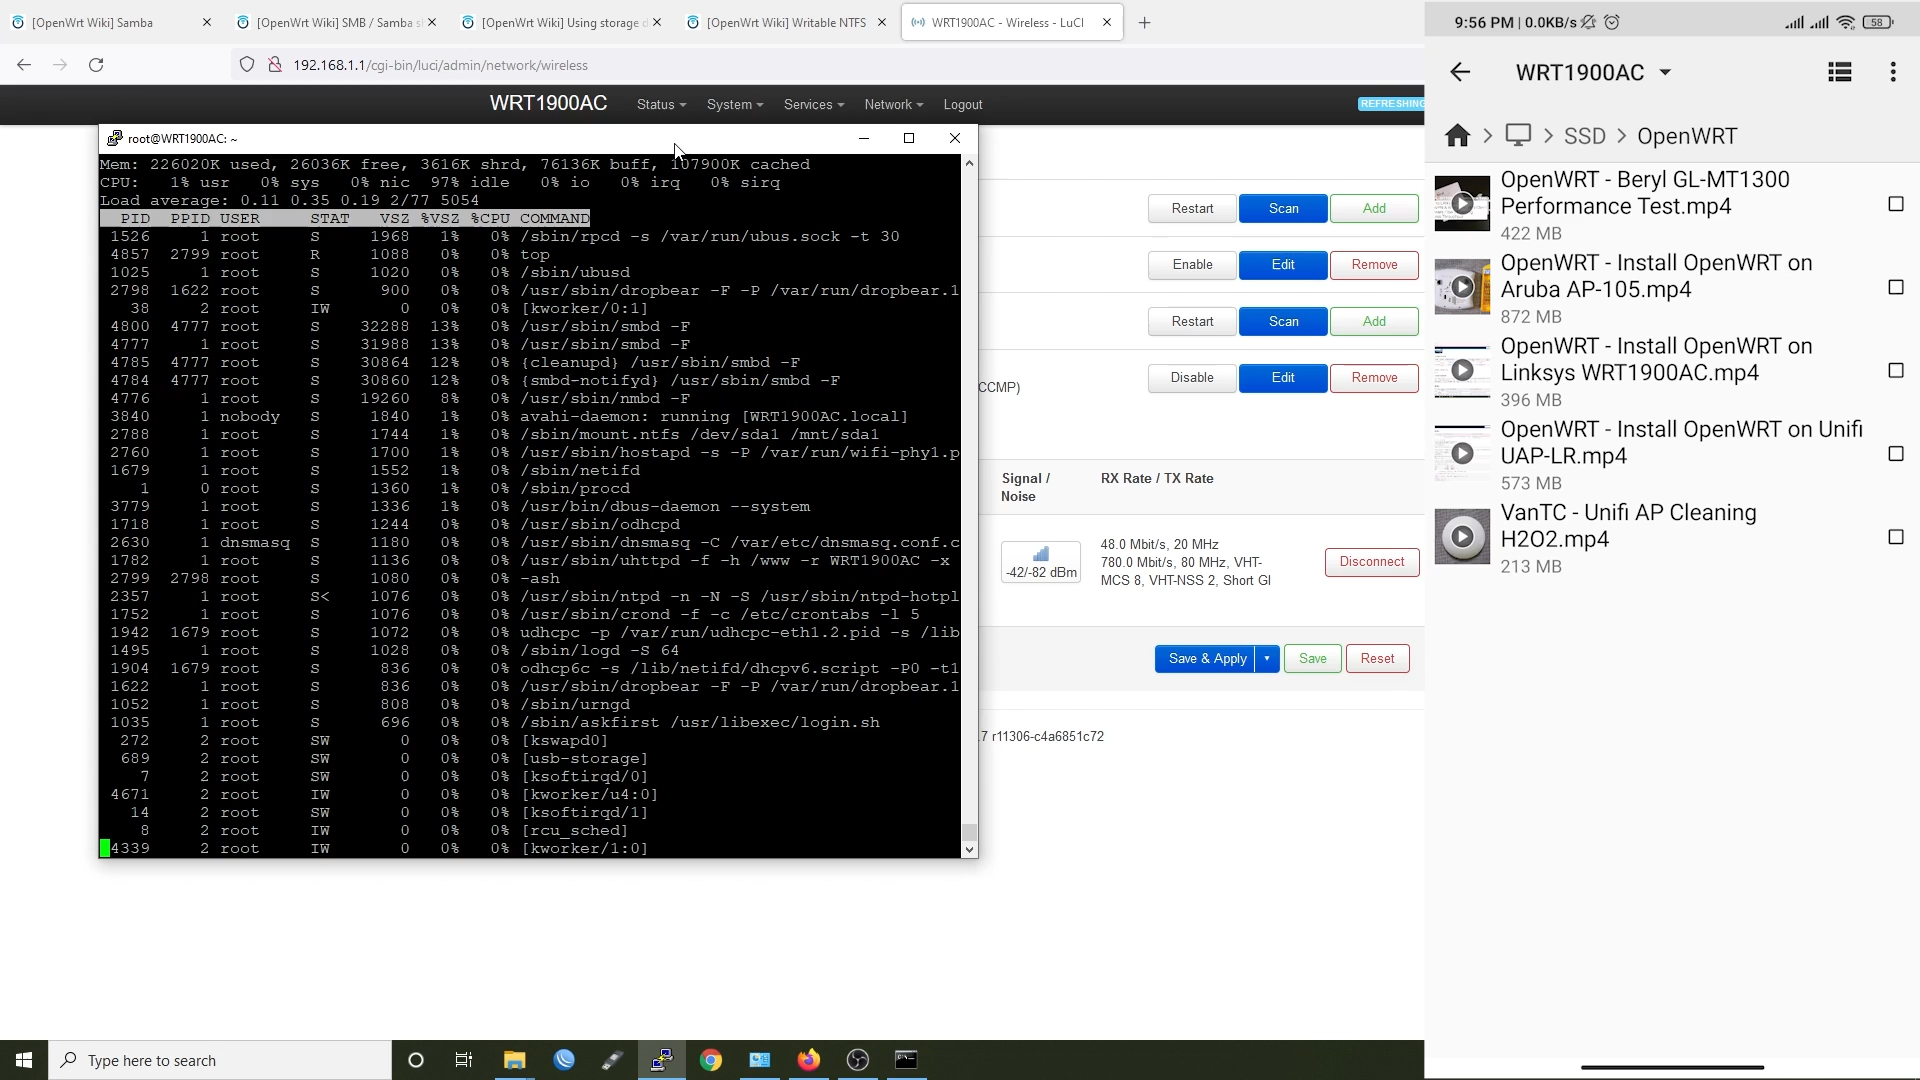 [OpenWrt Wiki] Samba
[OpenWrt Wiki] SMB / Samba s
[OpenWrt Wiki] Using storage d
[OpenWrt Wiki] Writable NTFS
WRT1900AC - Wireless - LuCI
192.168.1.1/cgi-bin/luci/admin/network/wireless
WRT1900AC Status System Services Network Logout
REFRESHING
root@WRT1900AC: ~
Mem: 226020K used, 26036K free, 3616K shrd, 76136K buff, 107900K cached
CPU: 1% usr 0% sys 0% nic 97% idle 0% io 0% irq 0% sirq
Load average: 0.11 0.35 0.19 2/77 5054
PID PPID USER STAT VSZ %VSZ %CPU COMMAND
1526 1 root S 1968 1% 0% /sbin/rpcd -s /var/run/ubus.sock -t 30
4857 2799 root R 1088 0% 0% top
1025 1 root S 1020 0% 0% /sbin/ubusd
2798 1622 root S 900 0% 0% /usr/sbin/dropbear -F -P /var/run/dropbear.1
38 2 root IW 0 0% 0% [kworker/0:1]
4800 4777 root S 32288 13% 0% /usr/sbin/smbd -F
4777 1 root S 31988 13% 0% /usr/sbin/smbd -F
4785 4777 root S 30864 12% 0% {cleanupd} /usr/sbin/smbd -F
4784 4777 root S 30860 12% 0% {smbd-notifyd} /usr/sbin/smbd -F
4776 1 root S 19260 8% 0% /usr/sbin/nmbd -F
3840 1 nobody S 1840 1% 0% avahi-daemon: running [WRT1900AC.local]
2788 1 root S 1744 1% 0% /sbin/mount.ntfs /dev/sda1 /mnt/sda1
2760 1 root S 1700 1% 0% /usr/sbin/hostapd -s -P /var/run/wifi-phy1.p
1679 1 root S 1552 1% 0% /sbin/netifd
1 0 root S 1360 1% 0% /sbin/procd
3779 1 root S 1336 1% 0% /usr/bin/dbus-daemon --system
1718 1 root S 1244 0% 0% /usr/sbin/odhcpd
2630 1 dnsmasq S 1180 0% 0% /usr/sbin/dnsmasq -C /var/etc/dnsmasq.conf.c
1782 1 root S 1136 0% 0% /usr/sbin/uhttpd -f -h /www -r WRT1900AC -x
2799 2798 root S 1080 0% 0% -ash
2357 1 root S< 1076 0% 0% /usr/sbin/ntpd -n -N -S /usr/sbin/ntpd-hotpl
1752 1 root S 1076 0% 0% /usr/sbin/crond -f -c /etc/crontabs -l 5
1942 1679 root S 1072 0% 0% udhcpc -p /var/run/udhcpc-eth1.2.pid -s /lib
1495 1 root S 1028 0% 0% /sbin/logd -S 64
1904 1679 root S 836 0% 0% odhcp6c -s /lib/netifd/dhcpv6.script -P0 -t1
1622 1 root S 836 0% 0% /usr/sbin/dropbear -F -P /var/run/dropbear.1
1052 1 root S 808 0% 0% /sbin/urngd
1035 1 root S 696 0% 0% /sbin/askfirst /usr/libexec/login.sh
272 2 root SW 0 0% 0% [kswapd0]
689 2 root SW 0 0% 0% [usb-storage]
7 2 root SW 0 0% 0% [ksoftirqd/0]
4671 2 root IW 0 0% 0% [kworker/u4:0]
14 2 root SW 0 0% 0% [ksoftirqd/1]
8 2 root IW 0 0% 0% [rcu_sched]
4339 2 root IW 0 0% 0% [kworker/1:0]
Restart Scan Add
Enable Edit Remove
Restart Scan Add
CCMP) Disable Edit Remove
Signal /
Noise
RX Rate / TX Rate
-42/-82 dBm
48.0 Mbit/s, 20 MHz
780.0 Mbit/s, 80 MHz, VHT-
MCS 8, VHT-NSS 2, Short GI
Disconnect
Save & Apply Save Reset
.7 r11306-c4a6851c72
Type here to search
9:56 PM | 0.0KB/s 58
WRT1900AC
SSD OpenWRT
OpenWRT - Beryl GL-MT1300
Performance Test.mp4
422 MB
OpenWRT - Install OpenWRT on
Aruba AP-105.mp4
872 MB
OpenWRT - Install OpenWRT on
Linksys WRT1900AC.mp4
396 MB
OpenWRT - Install OpenWRT on Unifi
UAP-LR.mp4
573 MB
VanTC - Unifi AP Cleaning
H2O2.mp4
213 MB